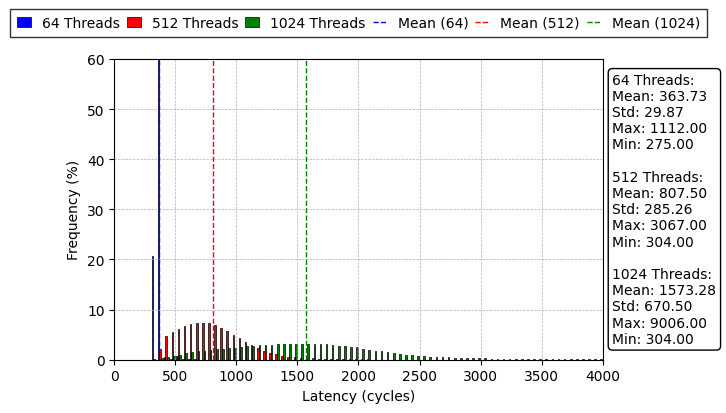 64 Threads 512 Threads 1024 Threads Mean (64) Mean (512) Mean (1024)
60
50
40
30
20
10
0
Frequency (%)
0 500 1000 1500 2000 2500 3000 3500 4000
Latency (cycles)
64 Threads:
Mean: 363.73
Std: 29.87
Max: 1112.00
Min: 275.00
512 Threads:
Mean: 807.50
Std: 285.26
Max: 3067.00
Min: 304.00
1024 Threads:
Mean: 1573.28
Std: 670.50
Max: 9006.00
Min: 304.00